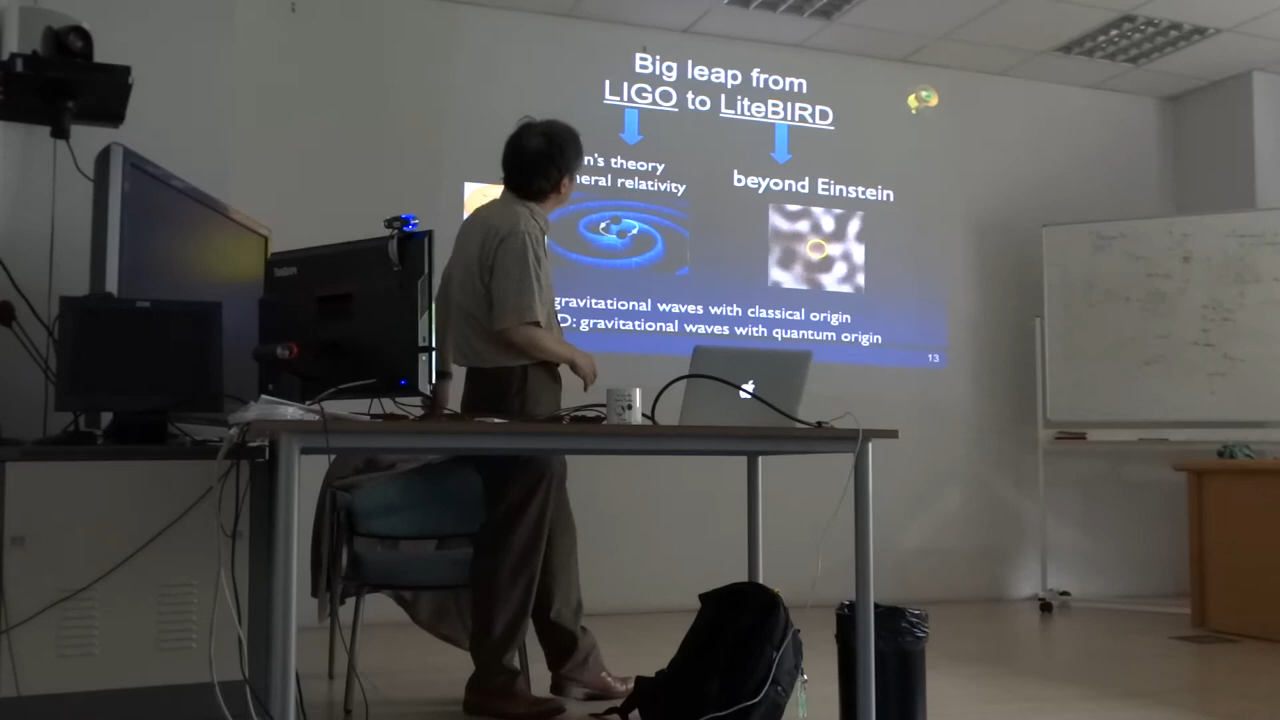 Big leap from
LIGO to LiteBIRD
n's theory
neral relativity
beyond Einstein
gravitational waves with classical origin
D: gravitational waves with quantum origin
13